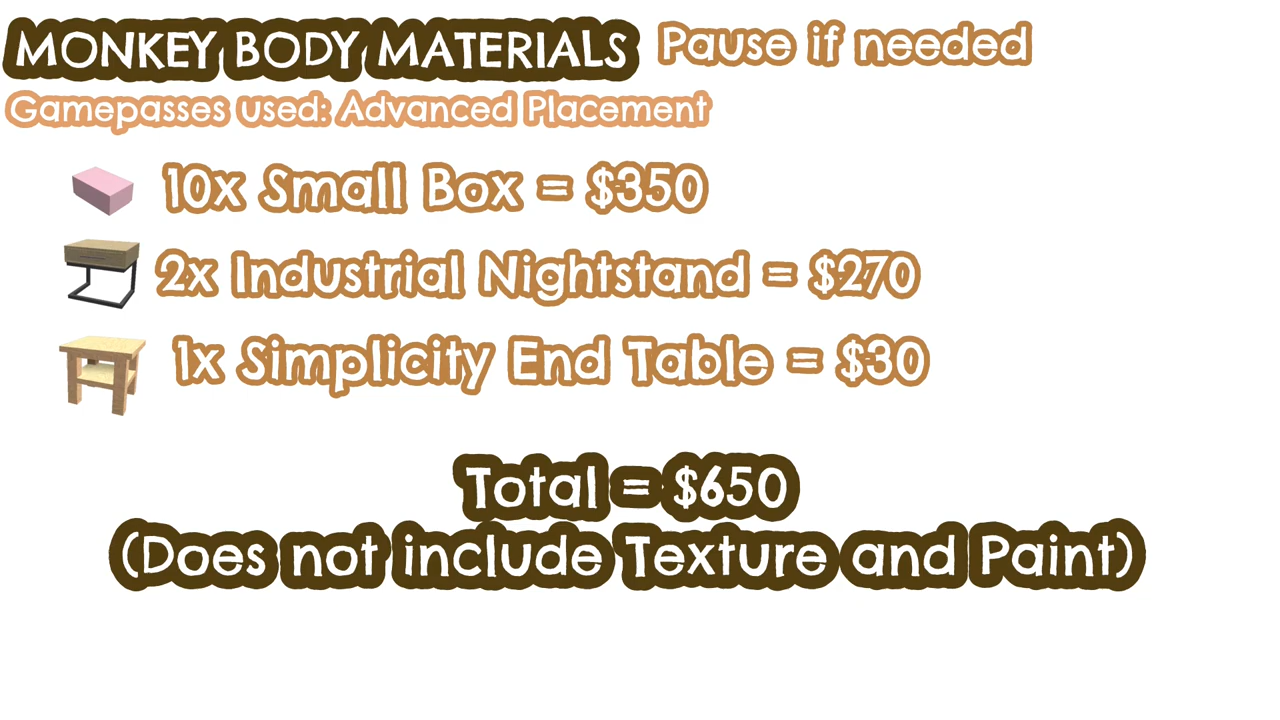 MONKEY BODY MATERIALS Pause if needed
Gamepasses used: Advanced Placement
10x Small Box = $350
2x Industrial Nightstand = $270
1x Simplicity End Table = $30
Total = $650
(Does not include Texture and Paint)